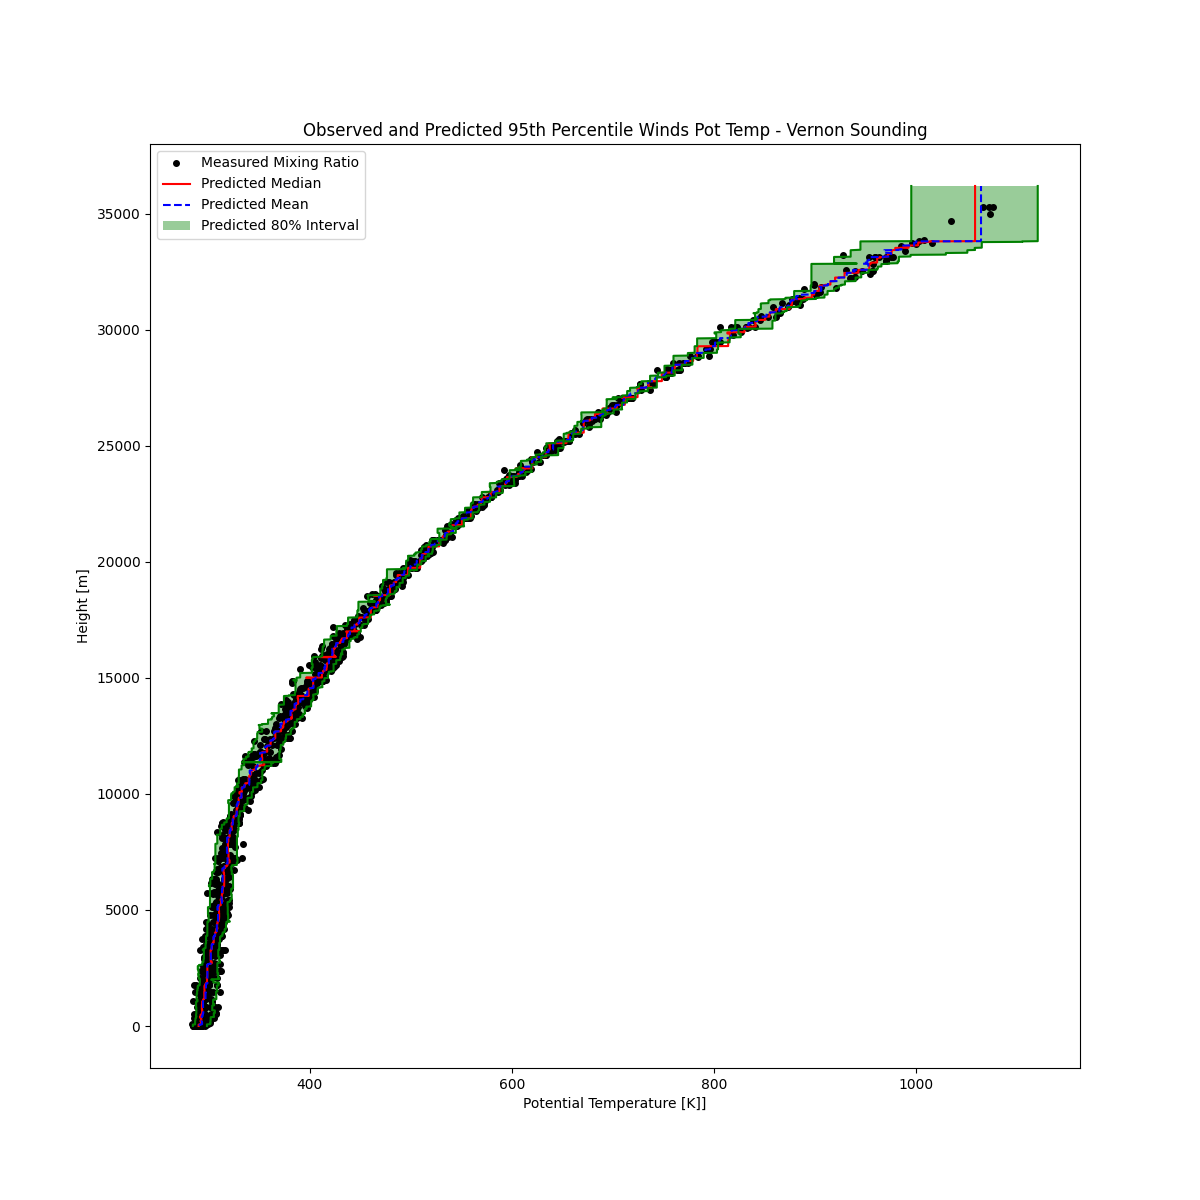 Observed and Predicted 95th Percentile Winds Pot Temp - Vernon Sounding
Measured Mixing Ratio
Predicted Median
Predicted Mean
Predicted 80% Interval
35000
30000
25000
20000
15000
10000
5000
0
Height [m]
400 600 800 1000
Potential Temperature [K]]